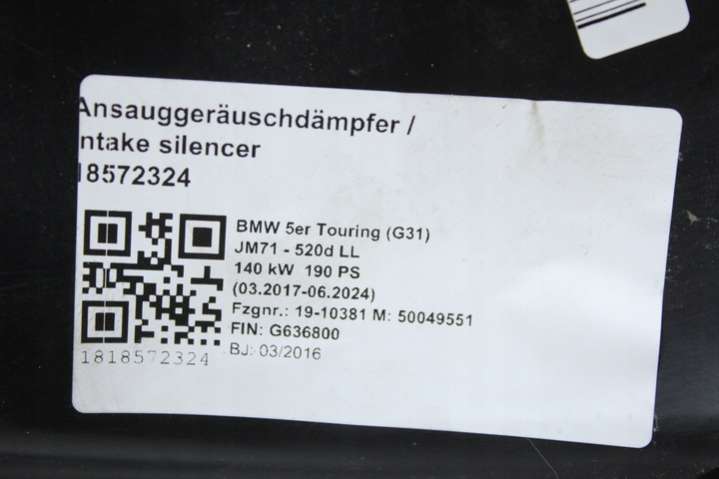 Ansauggeräuschdämpfer /
ntake silencer
18572324
BMW 5er Touring (G31)
JM71 - 520d LL
140 kW 190 PS
(03.2017-06.2024)
Fzgnr.: 19-10381 M: 50049551
FIN: G636800
BJ: 03/2016
1818572324